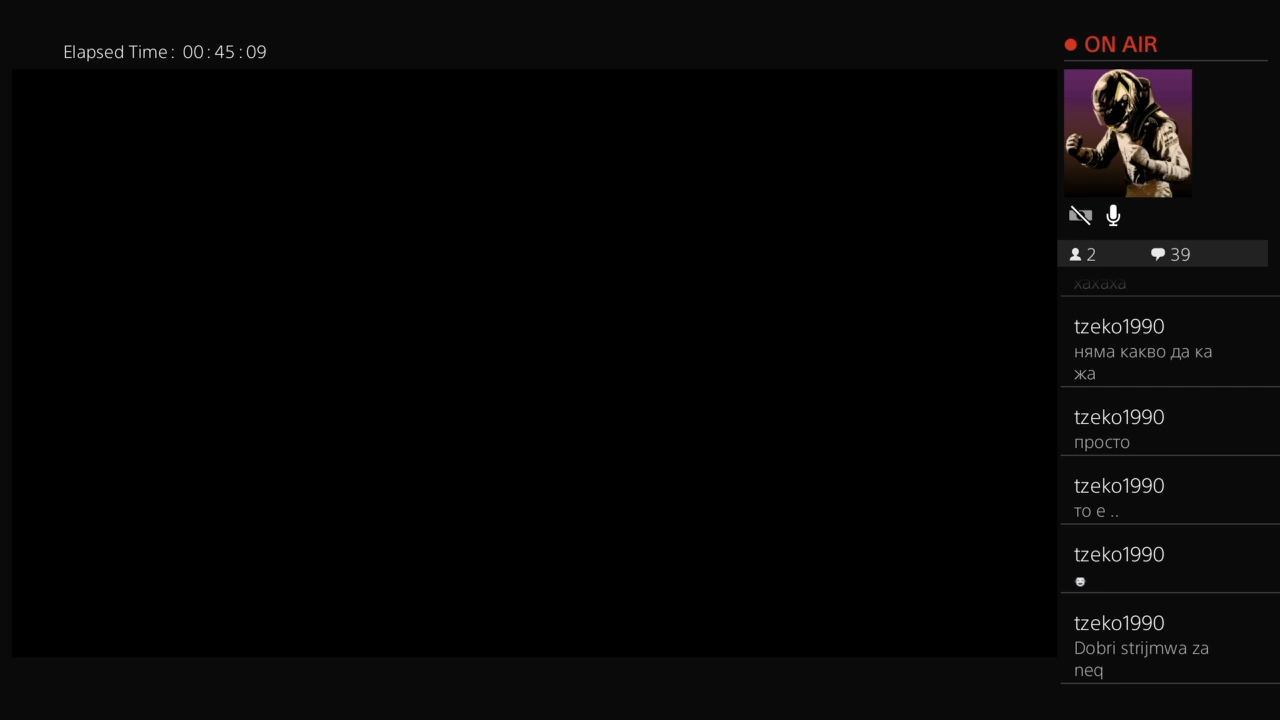 Elapsed Time: 00:45:09
ON AIR
2 39
хахаха
tzeko1990
няма какво да ка
жа
tzeko1990
просто
tzeko1990
то е ..
tzeko1990
tzeko1990
Dobri strijmwa za
neq